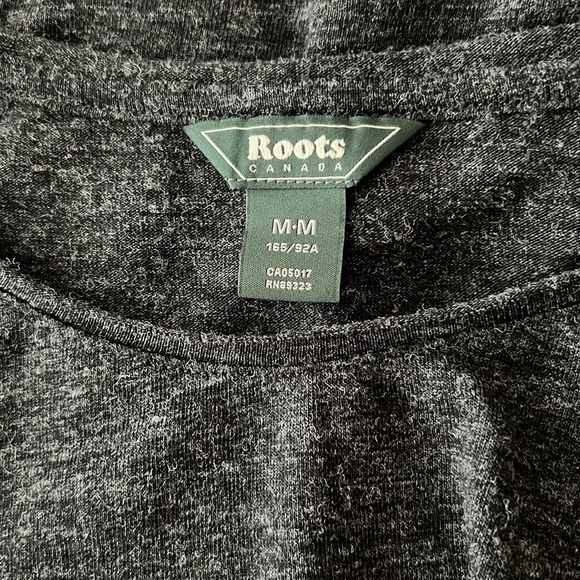 Roots
CANADA
M·M
165/92A
CA05017
RN89323